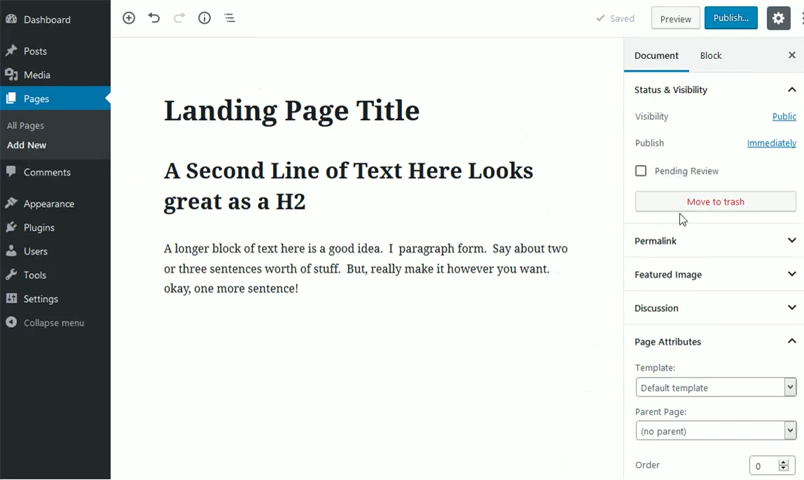 Dashboard
Posts
Media
Pages
All Pages
Add New
Comments
Appearance
Plugins
Users
Tools
Settings
Collapse menu
Saved
Preview
Publish...
Landing Page Title
A Second Line of Text Here Looks
great as a H2
A longer block of text here is a good idea.  I  paragraph form.  Say about two
or three sentences worth of stuff.  But, really make it however you want.
okay, one more sentence!
Document Block
Status & Visibility
Visibility Public
Publish Immediately
Pending Review
Move to trash
Permalink
Featured Image
Discussion
Page Attributes
Template:
Default template
Parent Page:
(no parent)
Order 0